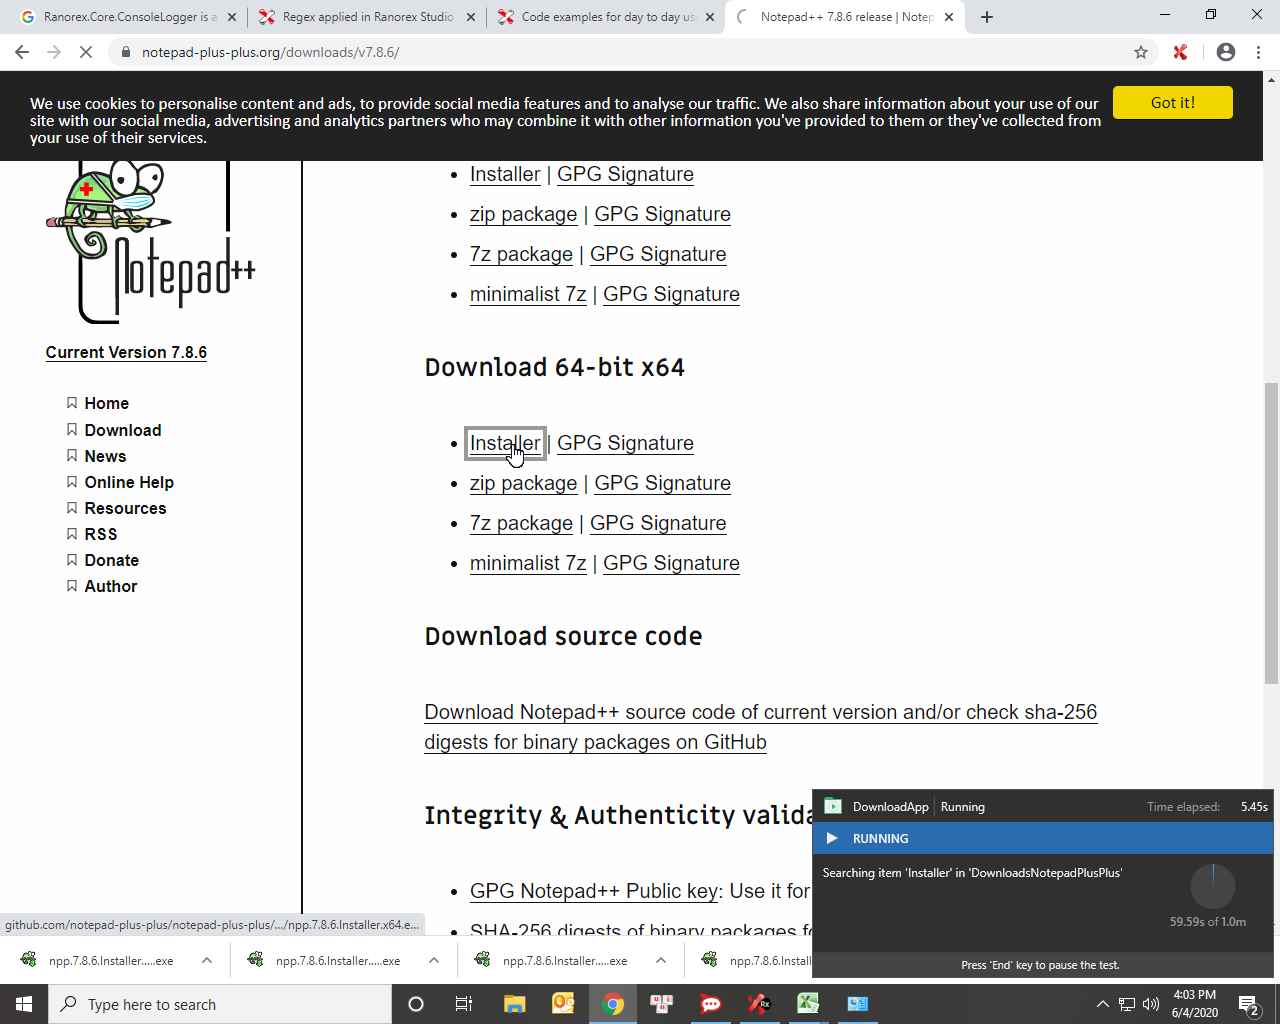 Ranorex.Core.ConsoleLogger is a
Regex applied in Ranorex Studio
Code examples for day to day us
Notepad++ 7.8.6 release | Notep
notepad-plus-plus.org/downloads/v7.8.6/
We use cookies to personalise content and ads, to provide social media features and to analyse our traffic. We also share information about your use of our
site with our social media, advertising and analytics partners who may combine it with other information you've provided to them or they've collected from
your use of their services.
Got it!
Notepad++
Current Version 7.8.6
Home
Download
News
Online Help
Resources
RSS
Donate
Author
Installer | GPG Signature
zip package | GPG Signature
7z package | GPG Signature
minimalist 7z | GPG Signature
Download 64-bit x64
Installer | GPG Signature
zip package | GPG Signature
7z package | GPG Signature
minimalist 7z | GPG Signature
Download source code
Download Notepad++ source code of current version and/or check sha-256
digests for binary packages on GitHub
Integrity & Authenticity valida
GPG Notepad++ Public key: Use it for
SHA-256 digests of binary packages fo
DownloadApp Running Time elapsed: 5.45s
RUNNING
Searching item 'Installer' in 'DownloadsNotepadPlusPlus'
59.59s of 1.0m
Press 'End' key to pause the test.
github.com/notepad-plus-plus/notepad-plus-plus/.../npp.7.8.6.Installer.x64.e...
npp.7.8.6.Installer.....exe
npp.7.8.6.Installer.....exe
npp.7.8.6.Installer.....exe
npp.7.8.6.Install
Type here to search
4:03 PM
6/4/2020
2